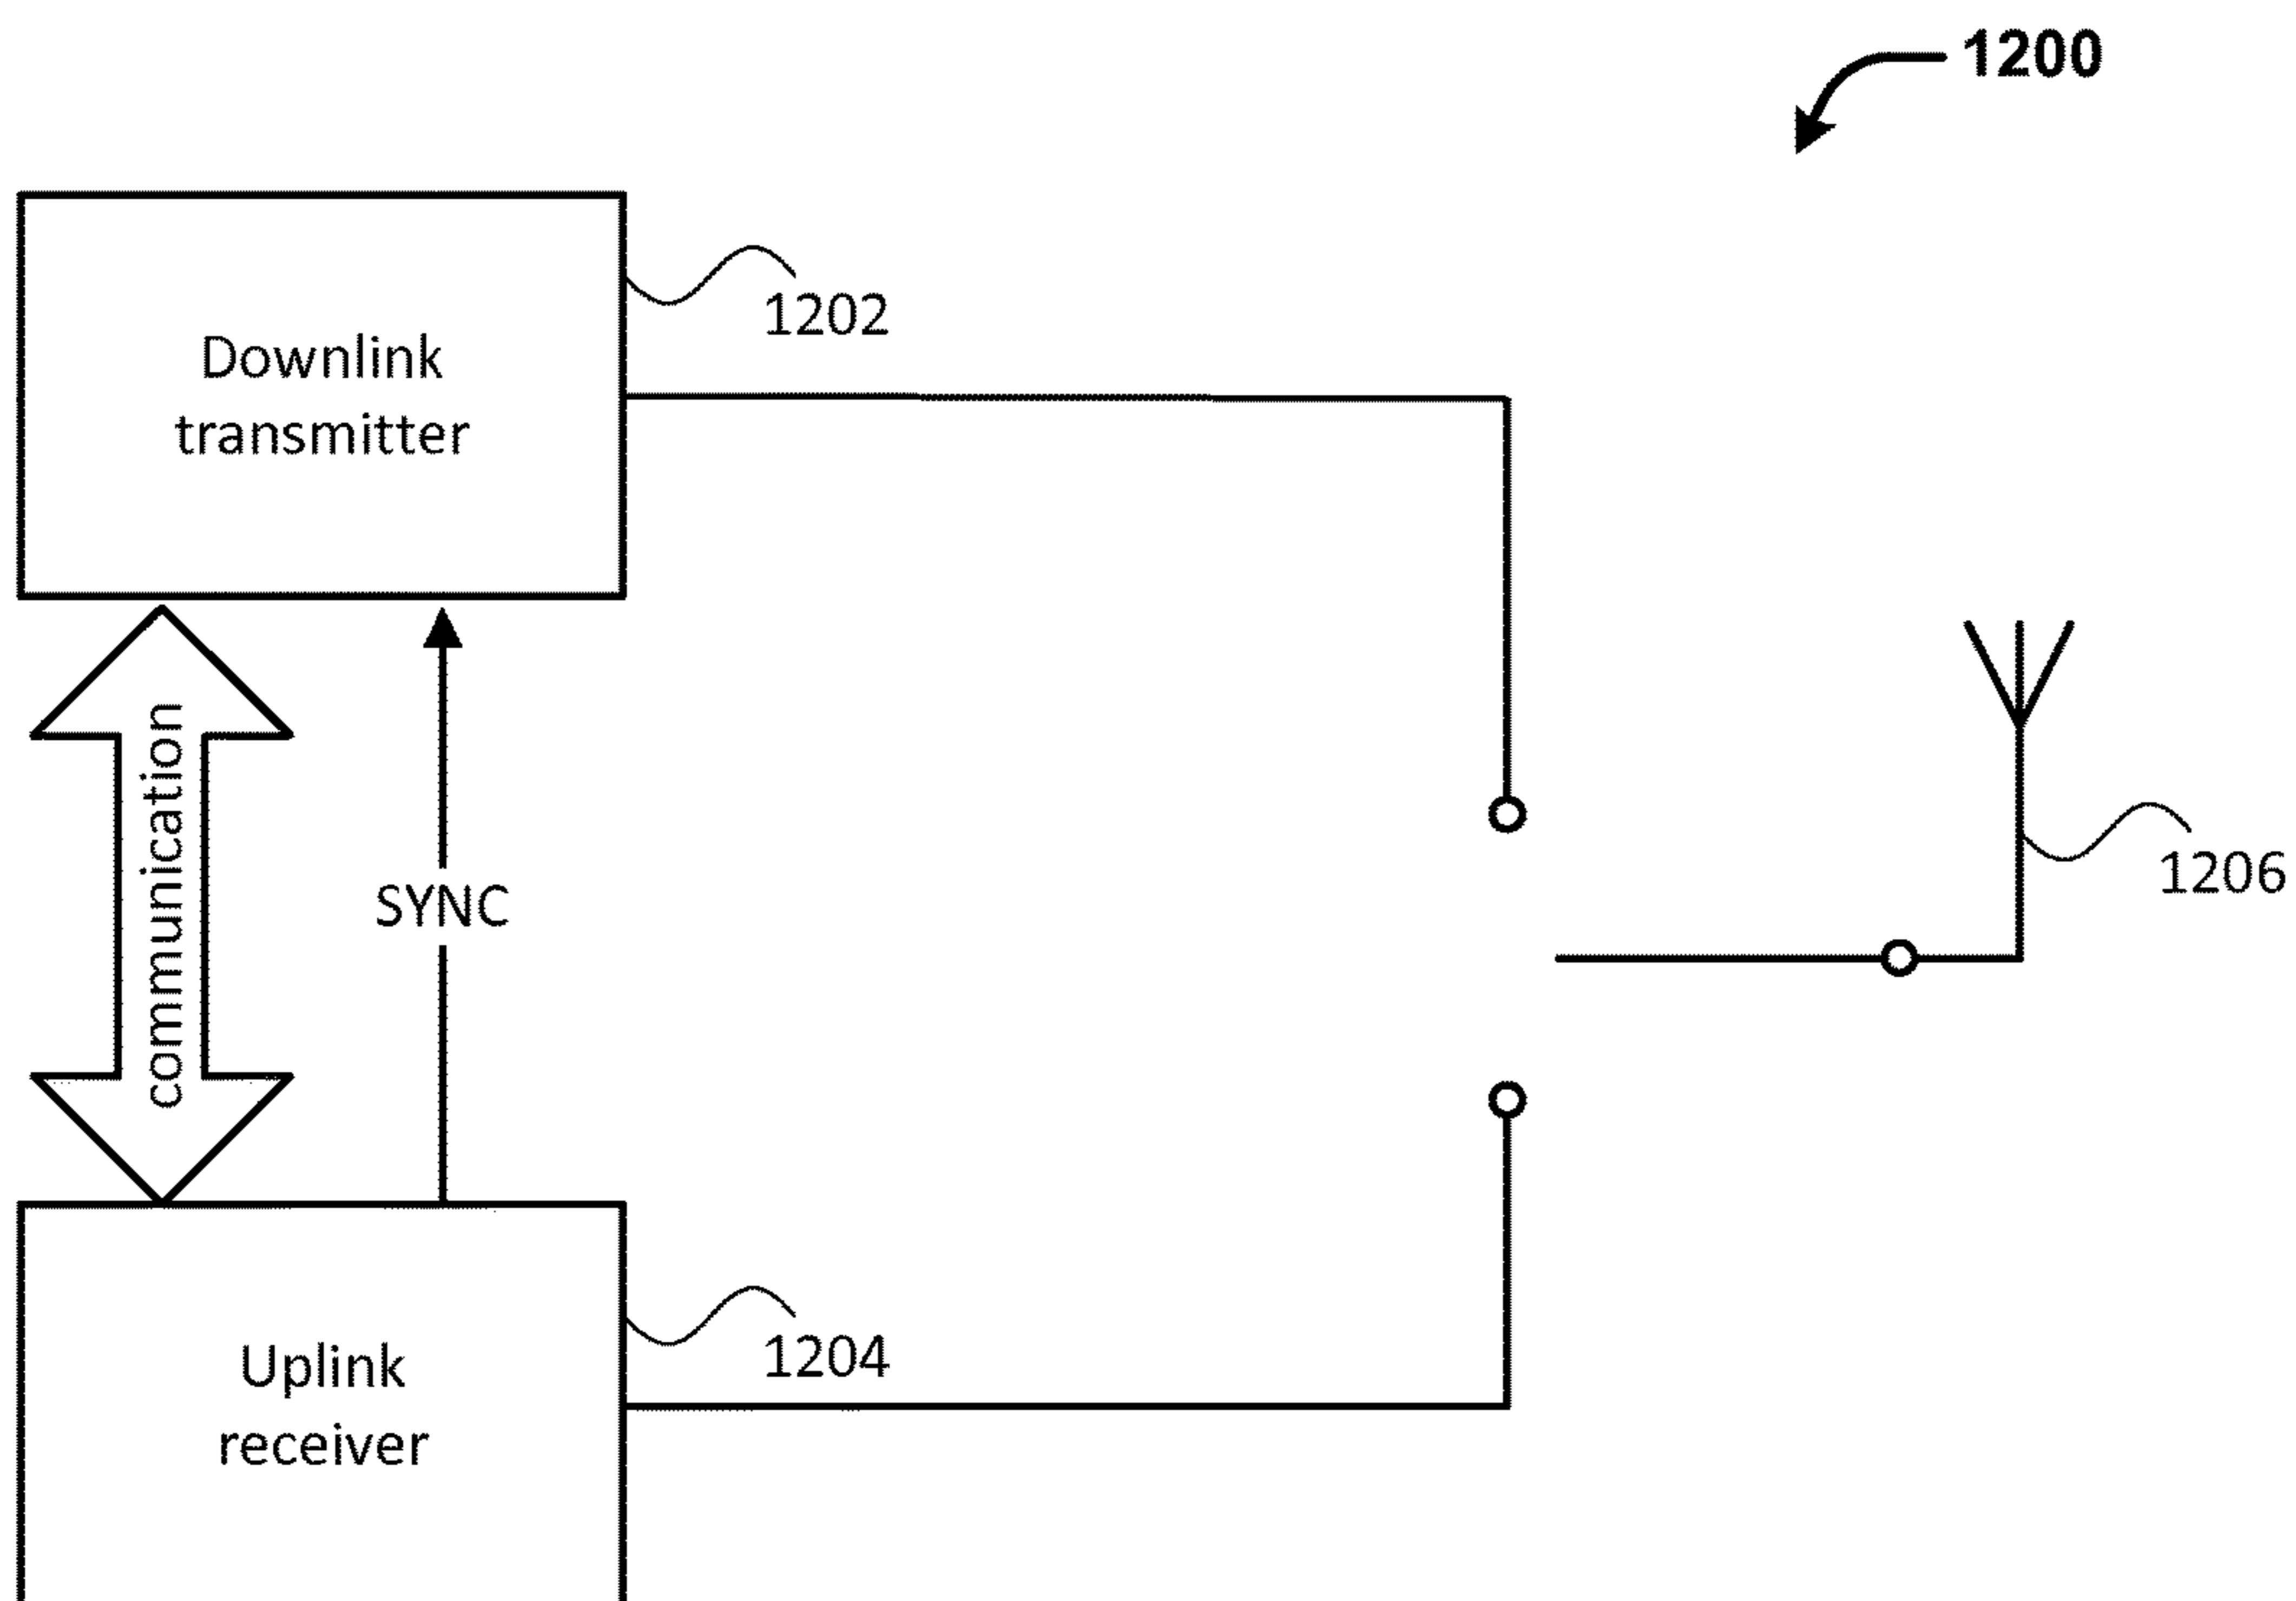 1200
1202
Downlink
transmitter
communication
SYNC
1206
1204
Uplink
receiver